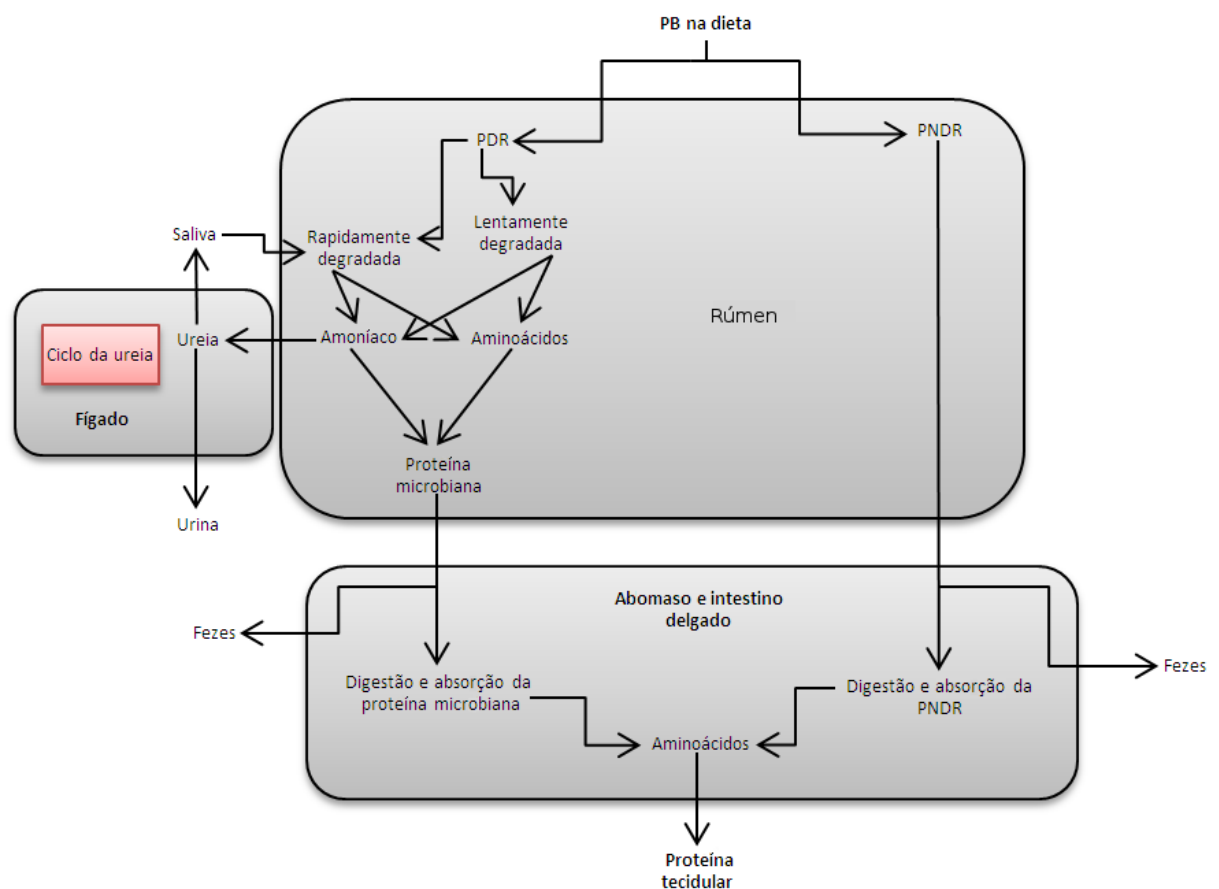 PB na dieta
PDR
PNDR
Saliva
Rapidamente
degradada
Lentamente
degradada
Rúmen
Ciclo da ureia
Ureia
Amoníaco
Aminoácidos
Fígado
Proteína
microbiana
Urina
Abomaso e intestino
delgado
Fezes
Fezes
Digestão e absorção da
proteína microbiana
Digestão e absorção da
PNDR
Aminoácidos
Proteína
tecidular